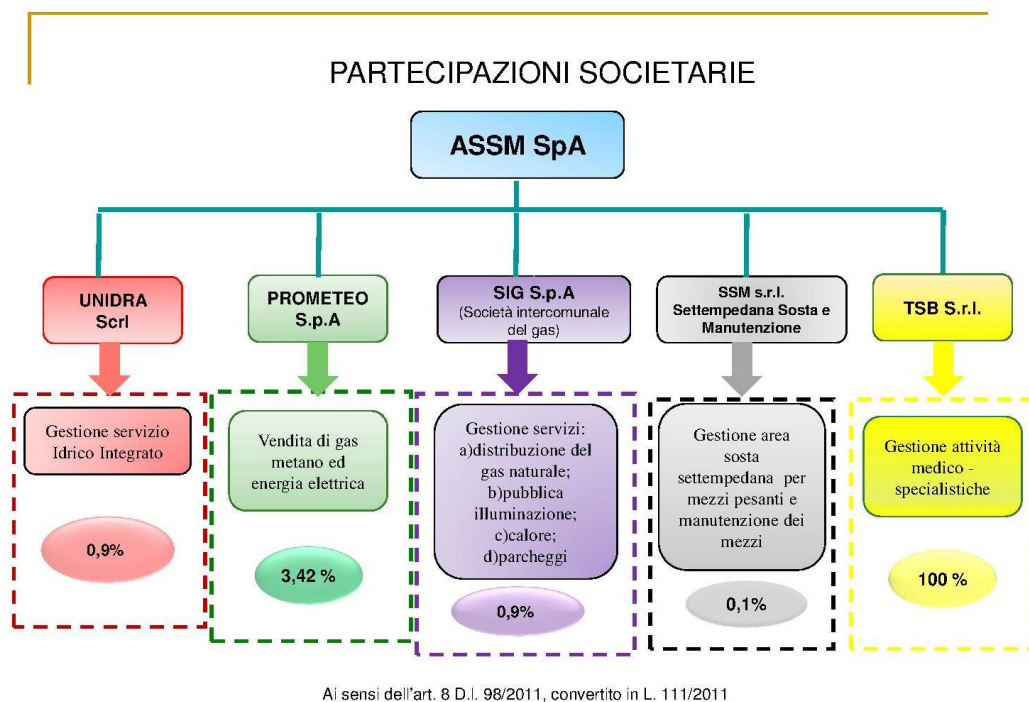 PARTECIPAZIONI SOCIETARIE
ASSM SpA
UNIDRA
Scrl
PROMETEO
S.p.A
SIG S.p.A
(Società intercomunale
del gas)
SSM s.r.l.
Settempedana Sosta e
Manutenzione
TSB S.r.l.
Gestione servizio
Idrico Integrato
0,9%
Vendita di gas
metano ed
energia elettrica
3,42 %
Gestione servizi:
a)distribuzione del
gas naturale;
b)pubblica
illuminazione;
c)calore;
d)parcheggi
0,9%
Gestione area
sosta
settempedana per
mezzi pesanti e
manutenzione dei
mezzi
0,1%
Gestione attività
medico -
specialistiche
100 %
Ai sensi dell'art. 8 D.l. 98/2011, convertito in L. 111/2011